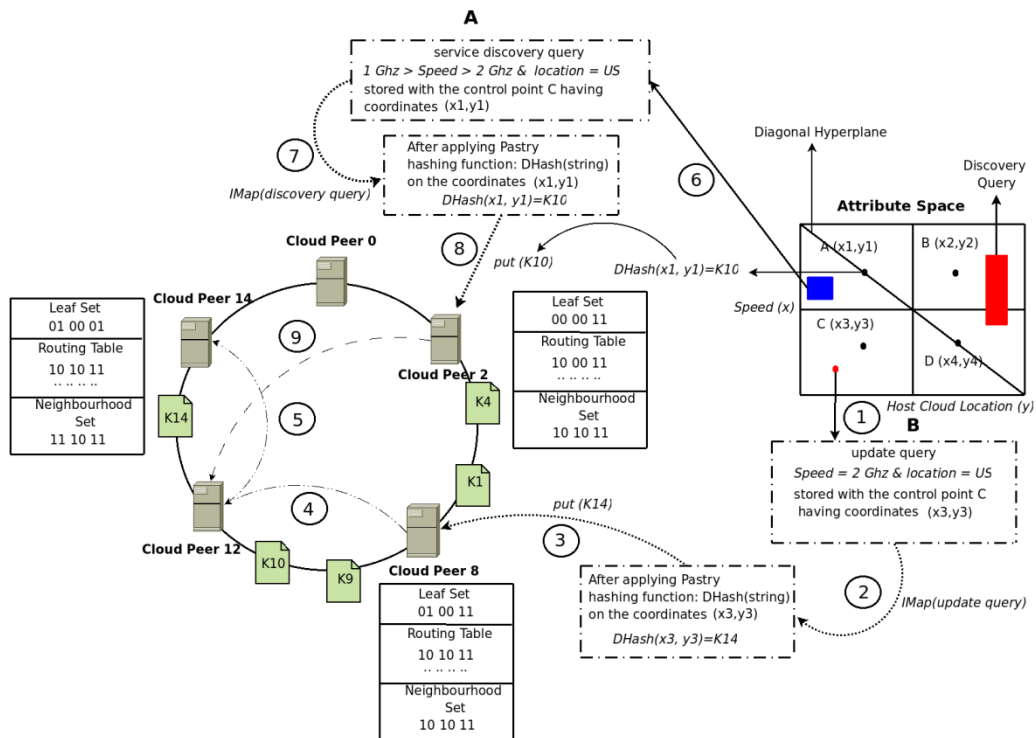 A
service discovery query
1 Ghz > Speed > 2 Ghz & location = US
stored with the control point C having
coordinates (x1,y1)
7
IMap(discovery query)
After applying Pastry
hashing function: DHash(string)
on the coordinates (x1,y1)
DHash(x1, y1)=K10
8
put (K10)
DHash(x1, y1)=K10
6
Diagonal Hyperplane
Discovery
Query
Attribute Space
A (x1,y1)
B (x2,y2)
Speed (x)
C (x3,y3)
D (x4,y4)
Host Cloud Location (y)
1
B
update query
Speed = 2 Ghz & location = US
stored with the control point C
having coordinates (x3,y3)
2
IMap(update query)
After applying Pastry
hashing function: DHash(string)
on the coordinates (x3,y3)
DHash(x3, y3)=K14
3
put (K14)
Cloud Peer 0
Cloud Peer 14
Leaf Set
01 00 01
Routing Table
10 10 11
.. .. .. ..
Neighbourhood
Set
11 10 11
9
Cloud Peer 2
Leaf Set
00 00 11
Routing Table
10 00 11
.. .. .. ..
Neighbourhood
Set
10 10 11
K14
K4
5
K1
4
Cloud Peer 12
K10
K9
Cloud Peer 8
Leaf Set
01 00 11
Routing Table
10 10 11
.. .. .. ..
Neighbourhood
Set
10 10 11